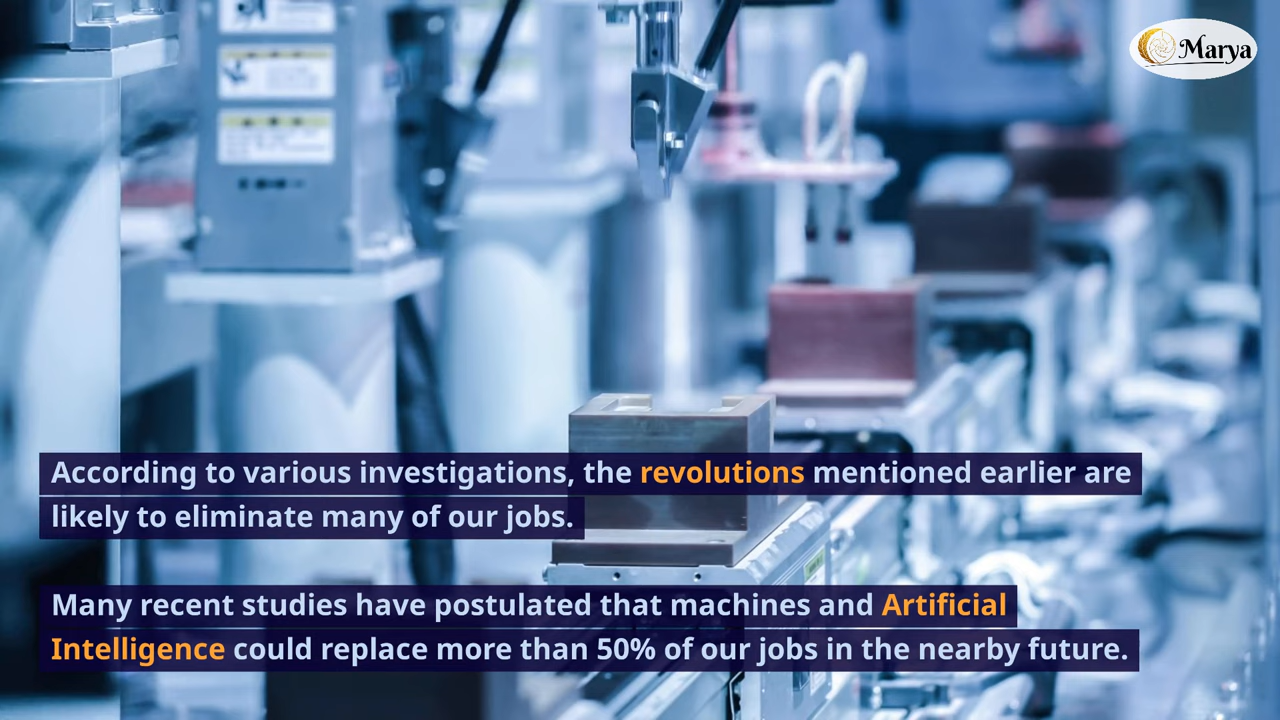 Marya
According to various investigations, the revolutions mentioned earlier are
likely to eliminate many of our jobs.
Many recent studies have postulated that machines and Artificial
Intelligence could replace more than 50% of our jobs in the nearby future.